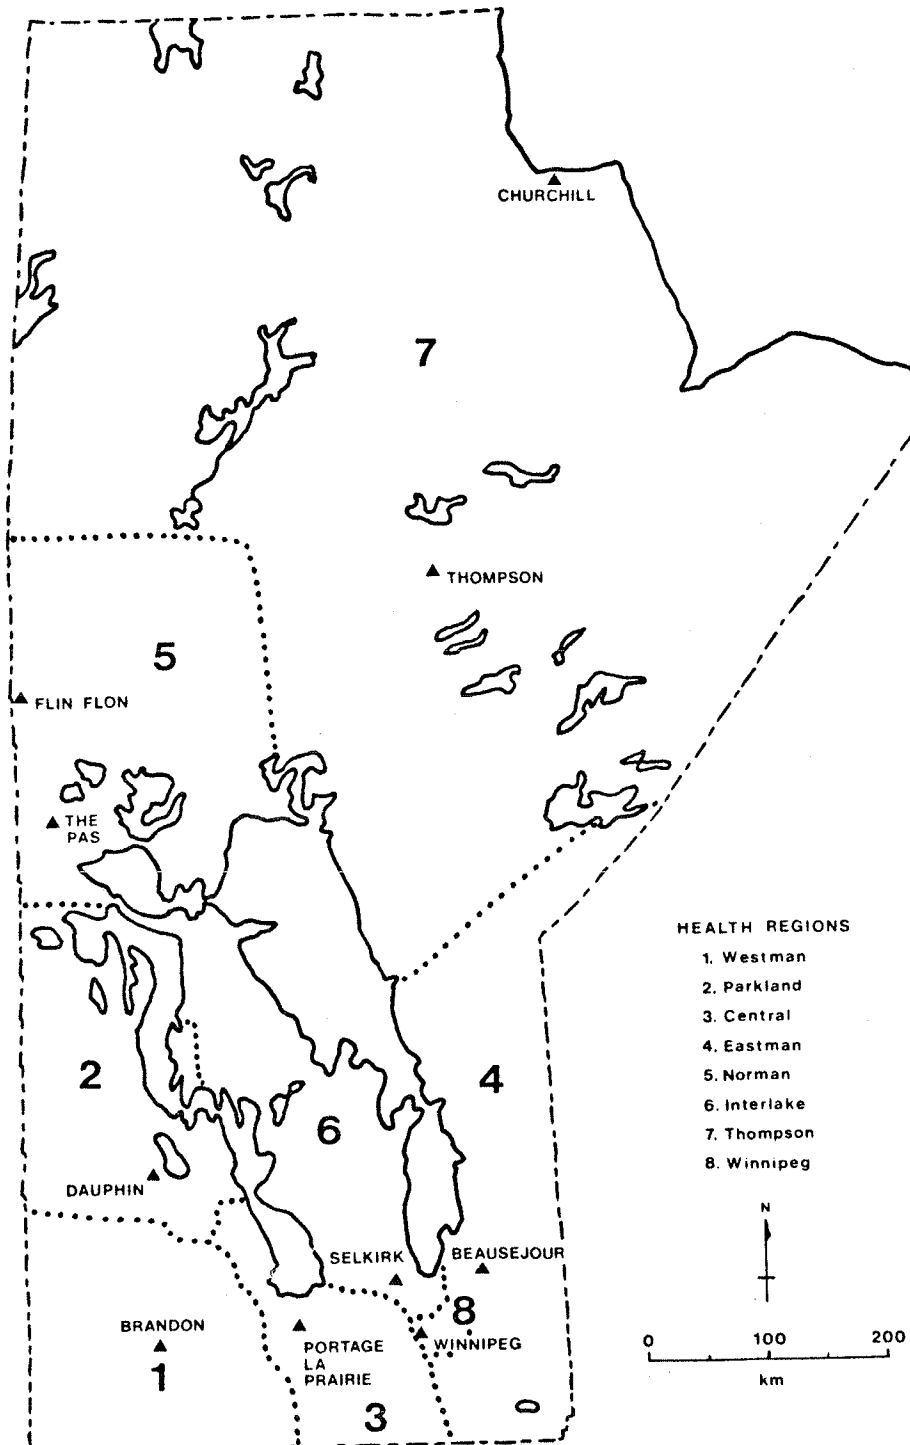 CHURCHILL
7
THOMPSON
5
FLIN FLON
THE
PAS
HEALTH REGIONS
1. Westman
2. Parkland
3. Central
4. Eastman
5. Norman
6. Interlake
7. Thompson
8. Winnipeg
2
4
6
DAUPHIN
N
SELKIRK
BEAUSEJOUR
8
BRANDON
WINNIPEG
PORTAGE
LA
PRAIRIE
1
3
0 100 200
km